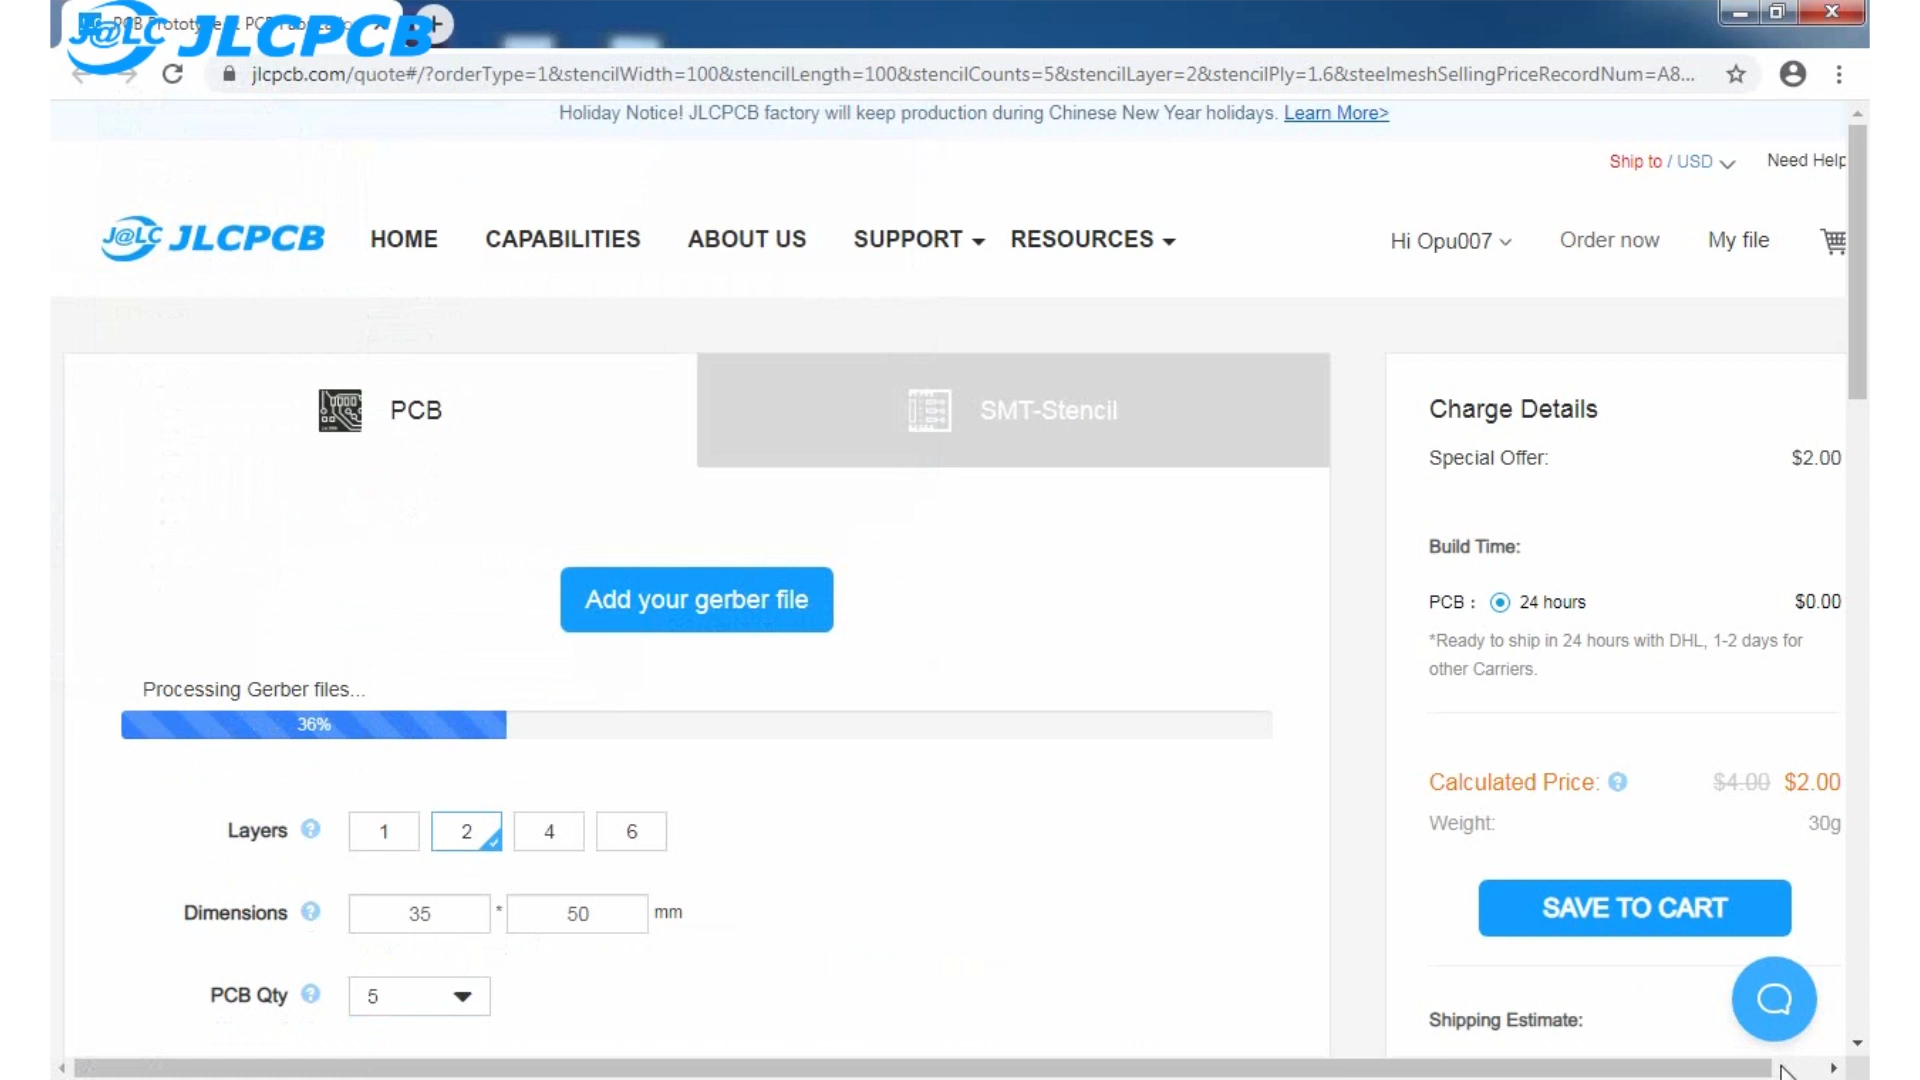 J@LC JLCPCB
jlcpcb.com/quote#/?orderType=1&stencilWidth=100&stencilLength=100&stencilCounts=5&stencilLayer=2&stencilPly=1.6&steelmeshSellingPriceRecordNum=A8...
Holiday Notice! JLCPCB factory will keep production during Chinese New Year holidays. Learn More>
Ship to / USD Need Help
J@LC JLCPCB HOME CAPABILITIES ABOUT US SUPPORT RESOURCES Hi Opu007 Order now My file
PCB SMT-Stencil
Add your gerber file
Processing Gerber files...
36%
Layers ? 1 2 4 6
Dimensions ? 35 * 50 mm
PCB Qty ? 5
Charge Details
Special Offer: $2.00
Build Time:
PCB : 24 hours $0.00
*Ready to ship in 24 hours with DHL, 1-2 days for
other Carriers.
Calculated Price: ? $4.00 $2.00
Weight: 30g
SAVE TO CART
Shipping Estimate: